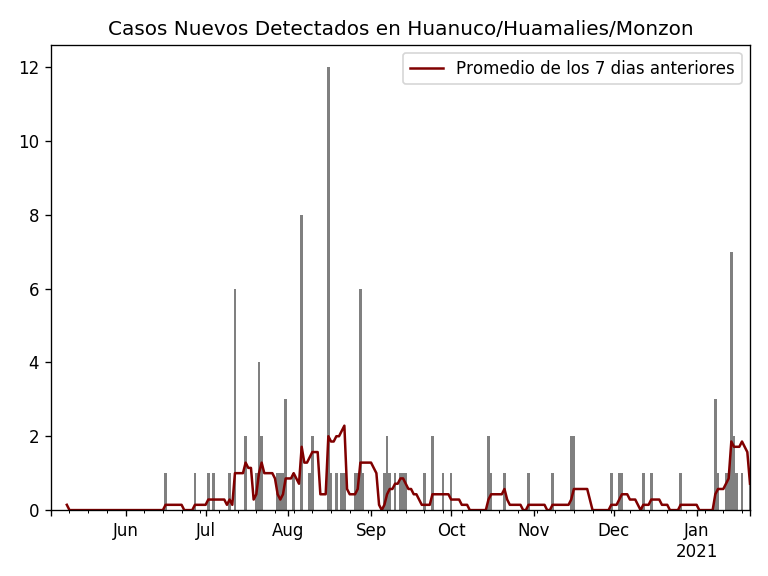 Casos Nuevos Detectados en Huanuco/Huamalies/Monzon
Promedio de los 7 dias anteriores
12
10
8
6
4
2
0
Jun Jul Aug Sep Oct Nov Dec Jan
2021